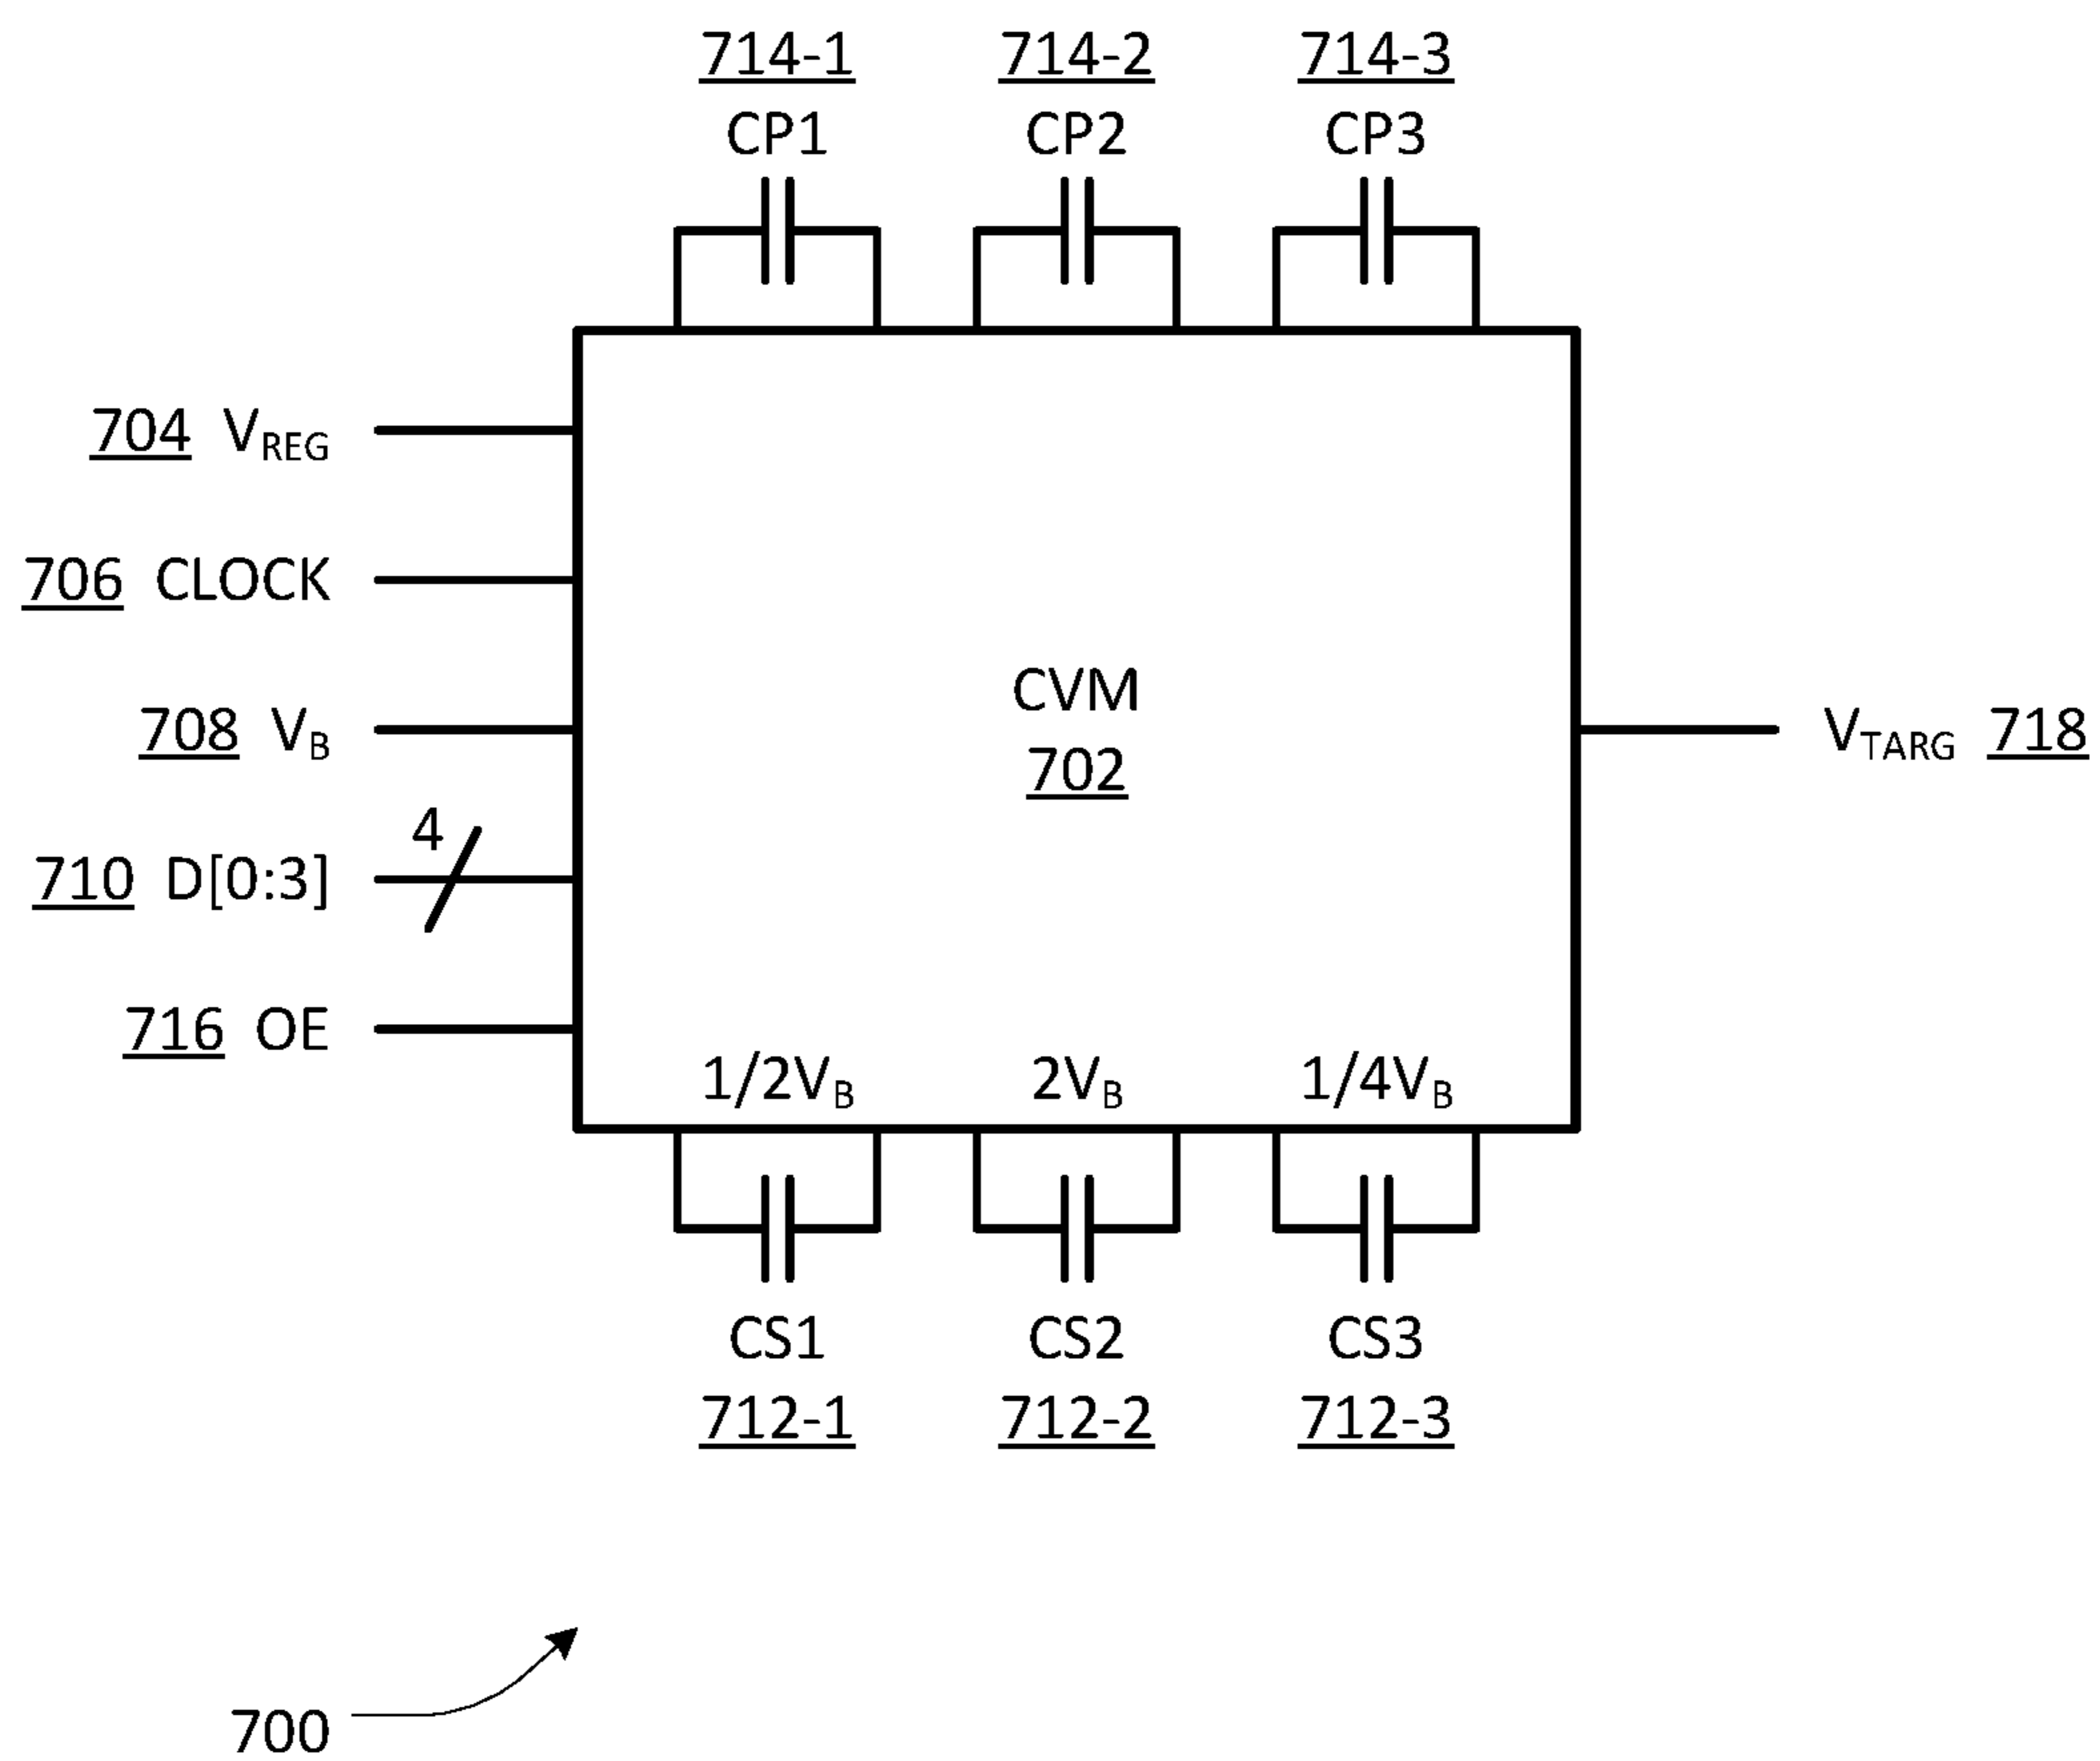 714-1 714-2 714-3
CP1 CP2 CP3
704 VREG
706 CLOCK
CVM
702
708 VB
VTARG 718
4
710 D[0:3]
716 OE
1/2VB 2VB 1/4VB
CS1 CS2 CS3
712-1 712-2 712-3
700